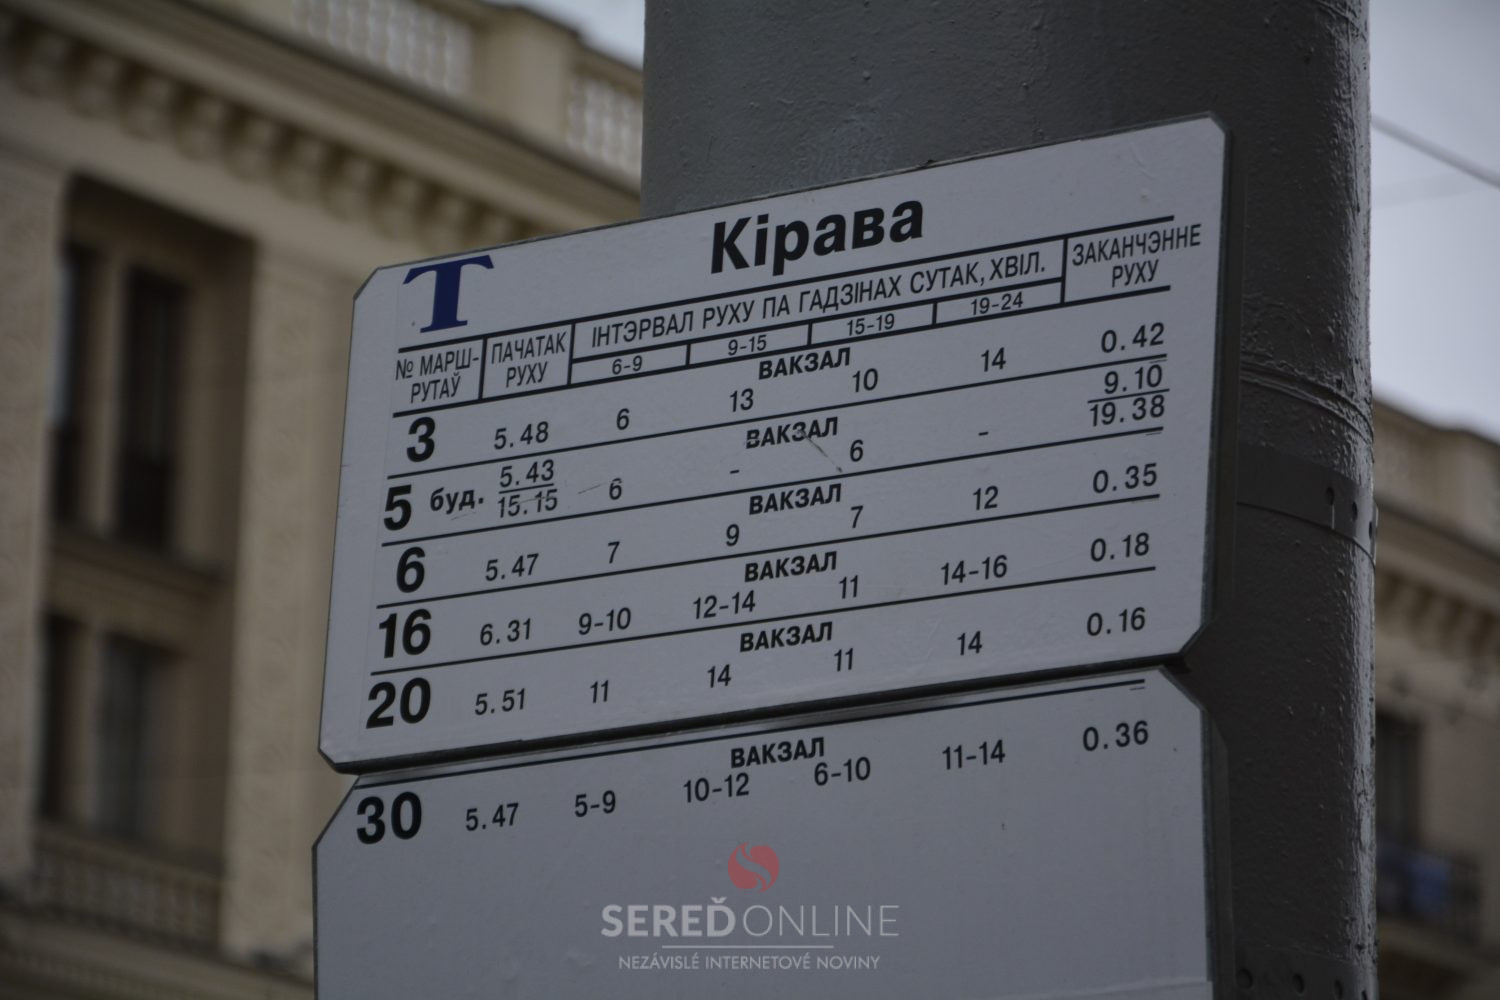 Кірава
Т
№ МАРШ-
РУТАЎ
ПАЧАТАК
РУХУ
ІНТЭРВАЛ РУХУ ПА ГАДЗІНАХ СУТАК, ХВІЛ.
6-9 9-15 15-19 19-24
ЗАКАНЧЭННЕ
РУХУ
ВАКЗАЛ
3 5.48 6 13 10 14 0.42
ВАКЗАЛ
5 буд. 5.43 6 - 6 - 9.10
15.15 19.38
ВАКЗАЛ
6 5.47 7 9 7 12 0.35
ВАКЗАЛ
16 6.31 9-10 12-14 11 14-16 0.18
ВАКЗАЛ
20 5.51 11 14 11 14 0.16
ВАКЗАЛ
30 5.47 5-9 10-12 6-10 11-14 0.36
SEREĎONLINE
NEZÁVISLÉ INTERNETOVÉ NOVINY